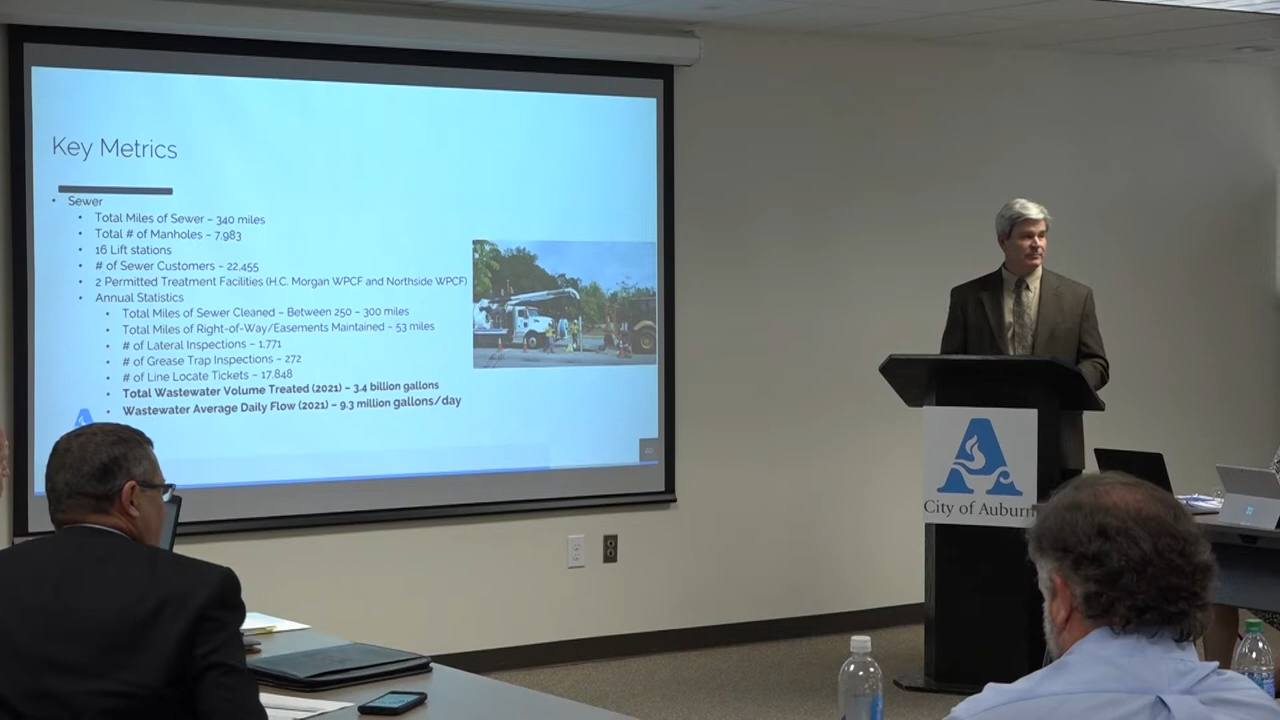 Key Metrics
• Sewer
• Total Miles of Sewer – 340 miles
• Total # of Manholes – 7,983
• 16 Lift stations
• # of Sewer Customers – 22,455
• 2 Permitted Treatment Facilities (H.C. Morgan WPCF and Northside WPCF)
• Annual Statistics
• Total Miles of Sewer Cleaned – Between 250 – 300 miles
• Total Miles of Right-of-Way/Easements Maintained – 53 miles
• # of Lateral Inspections – 1,771
• # of Grease Trap Inspections – 272
• # of Line Locate Tickets – 17,848
• Total Wastewater Volume Treated (2021) – 3.4 billion gallons
• Wastewater Average Daily Flow (2021) – 9.3 million gallons/day
City of Auburn